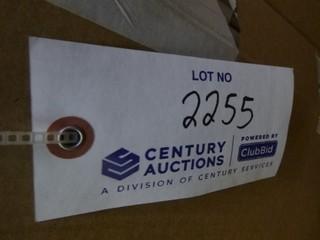 LOT NO
2255
CENTURY AUCTIONS
POWERED BY
ClubBid
A DIVISION OF CENTURY SERVICES